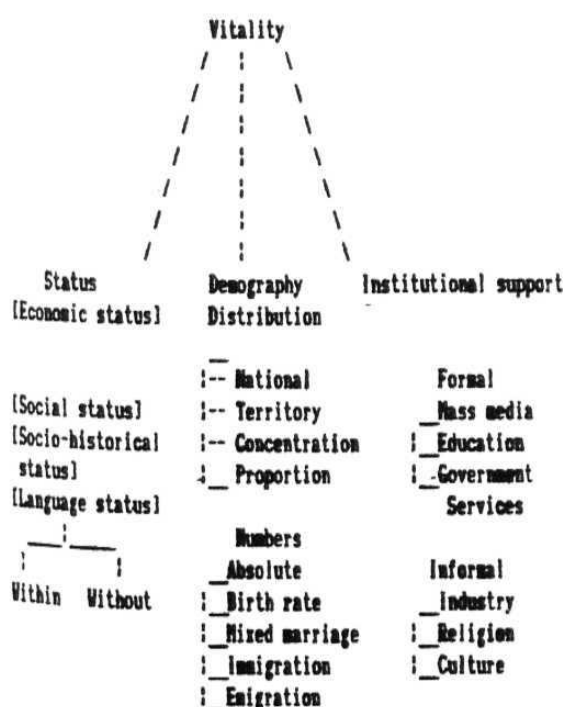 Vitality
Status Demography Institutional support
[Economic status] Distribution
National Formal
[Social status] Territory Mass media
[Socio-historical Concentration Education
status] Proportion Government
[Language status] Services
Numbers
Absolute Informal
Within Without Birth rate Industry
Mixed marriage Religion
Immigration Culture
Emigration